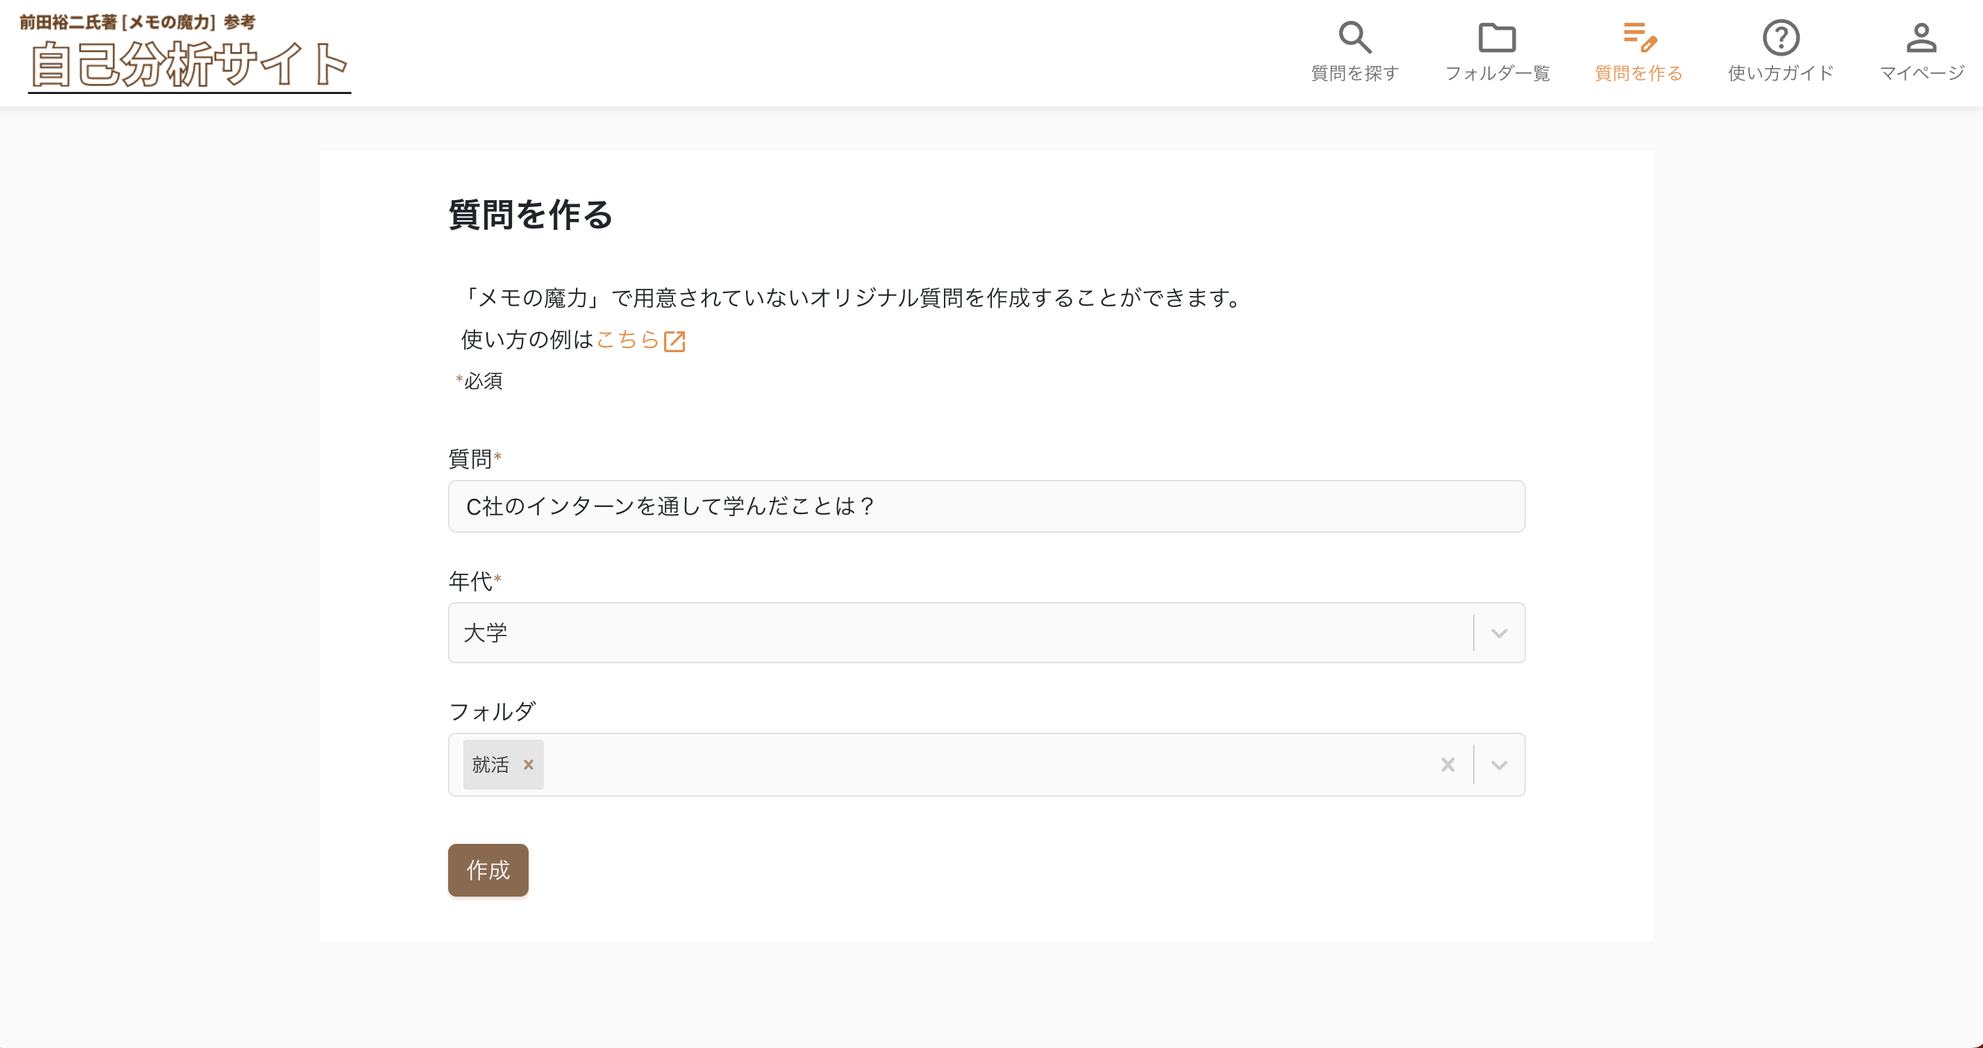 前田裕二氏著 [メモの魔力] 参考
自己分析サイト
質問を探す
フォルダ一覧
質問を作る
使い方ガイド
マイページ
質問を作る
「メモの魔力」で用意されていないオリジナル質問を作成することができます。
使い方の例はこちら
*必須
質問*
C社のインターンを通して学んだことは？
年代*
大学
フォルダ
就活
作成